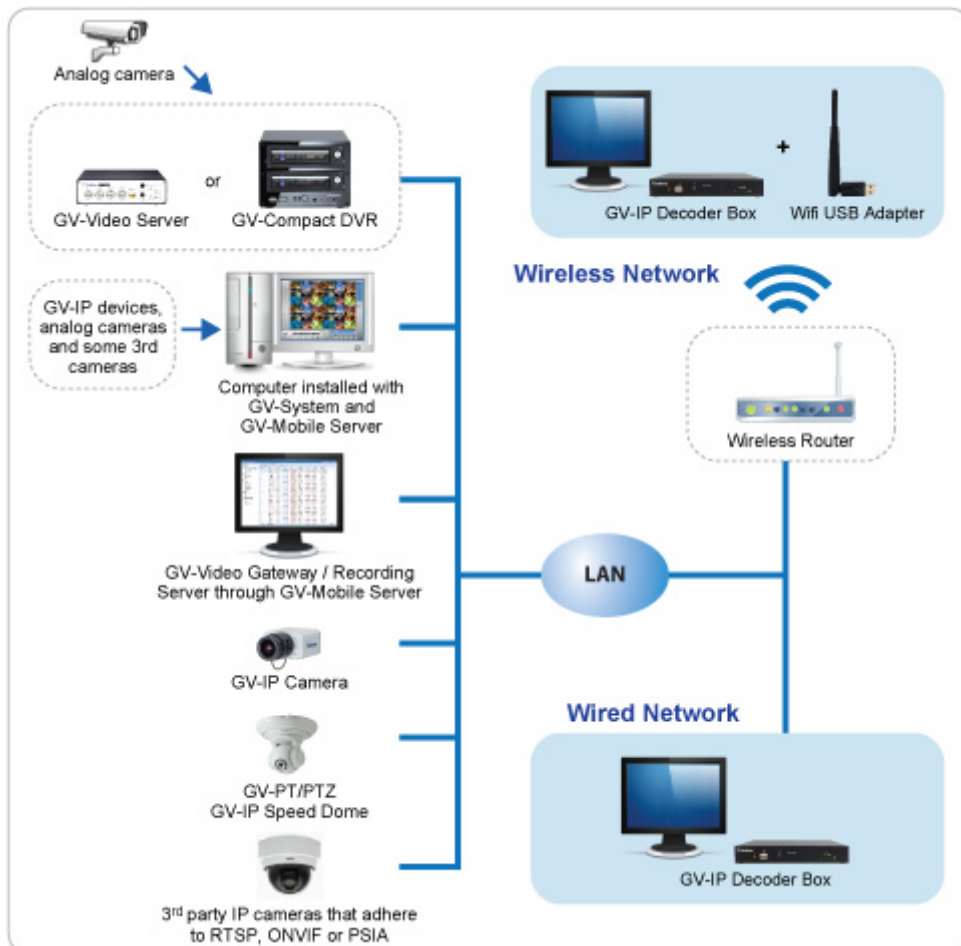 Analog camera
GV-Video Server
or
GV-Compact DVR
GV-IP devices,
analog cameras
and some 3rd
cameras
Computer installed with
GV-System and
GV-Mobile Server
GV-Video Gateway / Recording
Server through GV-Mobile Server
GV-IP Camera
GV-PT/PTZ
GV-IP Speed Dome
3rd party IP cameras that adhere
to RTSP, ONVIF or PSIA
LAN
+
GV-IP Decoder Box
Wifi USB Adapter
Wireless Network
Wireless Router
Wired Network
GV-IP Decoder Box